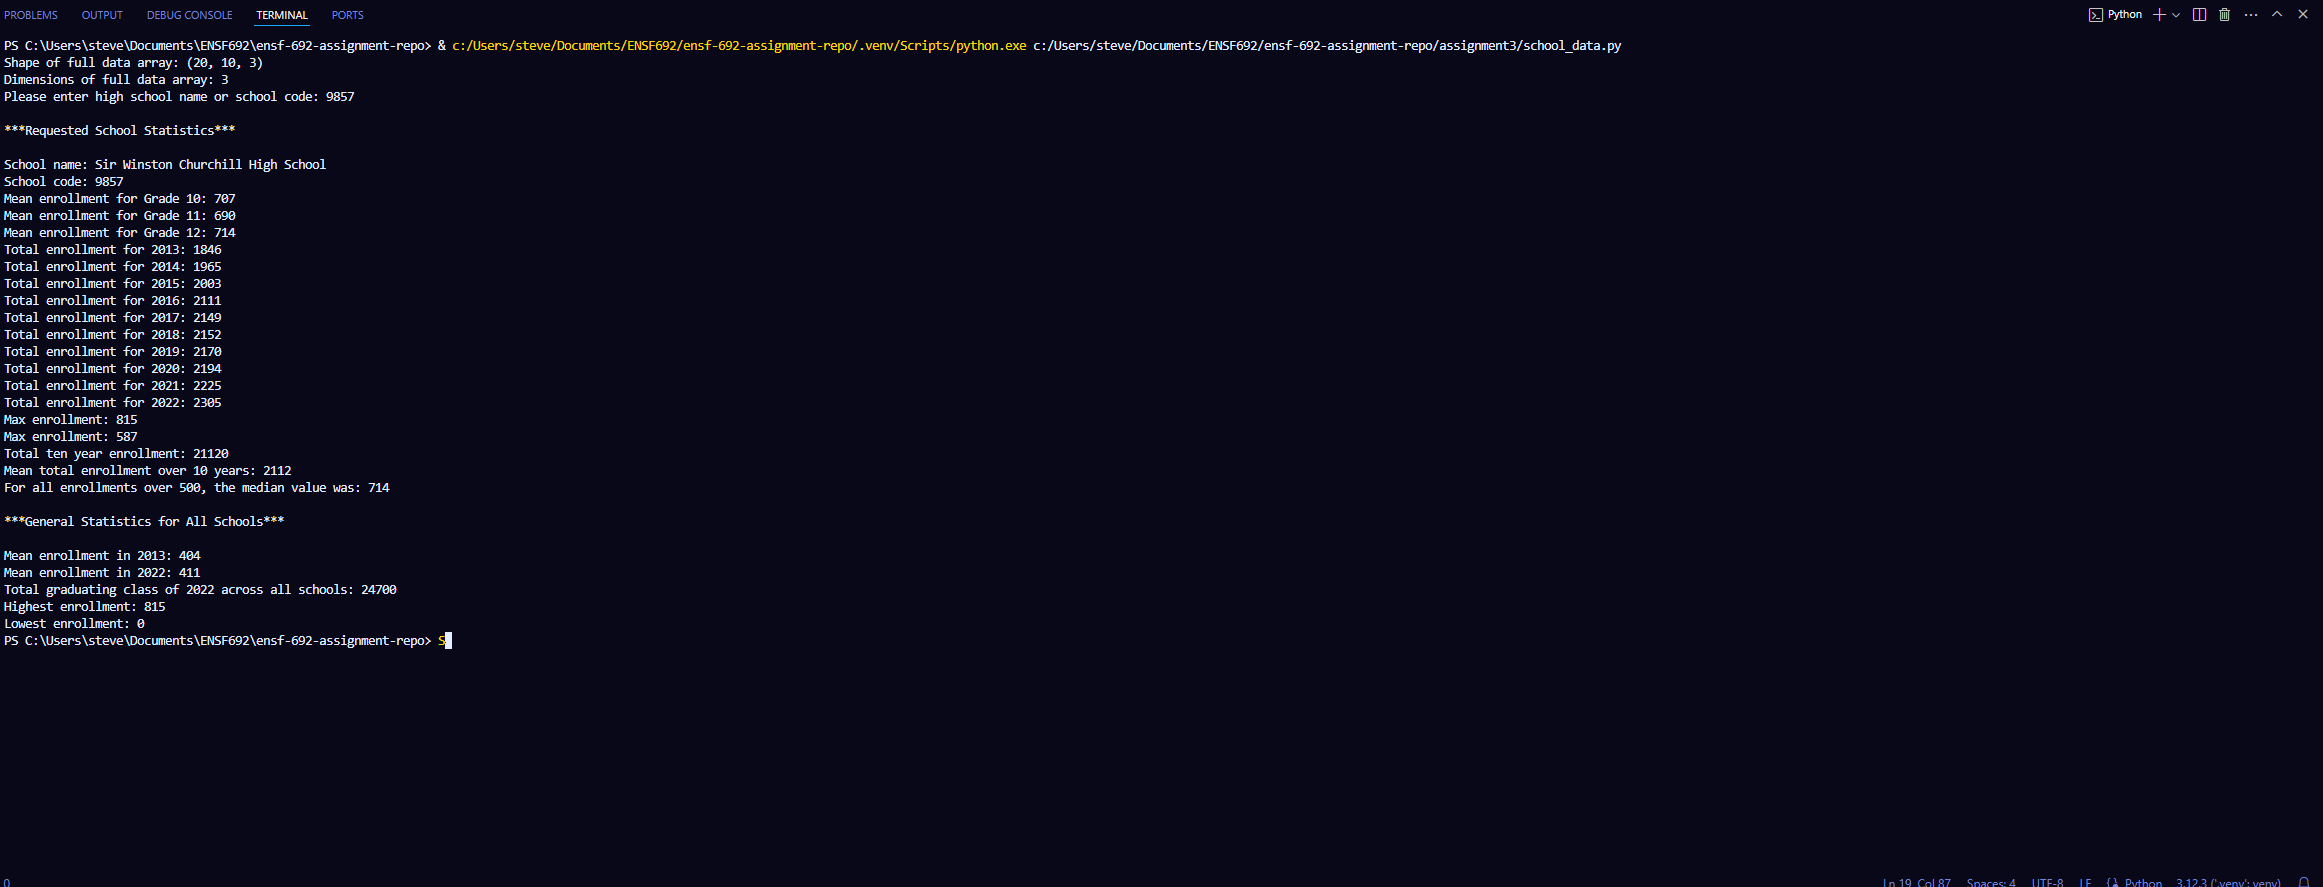 PROBLEMS OUTPUT DEBUG CONSOLE TERMINAL PORTS Python
PS C:\Users\steve\Documents\ENSF692\ensf-692-assignment-repo> & c:/Users/steve/Documents/ENSF692/ensf-692-assignment-repo/.venv/Scripts/python.exe c:/Users/steve/Documents/ENSF692/ensf-692-assignment-repo/assignment3/school_data.py
Shape of full data array: (20, 10, 3)
Dimensions of full data array: 3
Please enter high school name or school code: 9857
***Requested School Statistics***
School name: Sir Winston Churchill High School
School code: 9857
Mean enrollment for Grade 10: 707
Mean enrollment for Grade 11: 690
Mean enrollment for Grade 12: 714
Total enrollment for 2013: 1846
Total enrollment for 2014: 1965
Total enrollment for 2015: 2003
Total enrollment for 2016: 2111
Total enrollment for 2017: 2149
Total enrollment for 2018: 2152
Total enrollment for 2019: 2170
Total enrollment for 2020: 2194
Total enrollment for 2021: 2225
Total enrollment for 2022: 2305
Max enrollment: 815
Max enrollment: 587
Total ten year enrollment: 21120
Mean total enrollment over 10 years: 2112
For all enrollments over 500, the median value was: 714
***General Statistics for All Schools***
Mean enrollment in 2013: 404
Mean enrollment in 2022: 411
Total graduating class of 2022 across all schools: 24700
Highest enrollment: 815
Lowest enrollment: 0
PS C:\Users\steve\Documents\ENSF692\ensf-692-assignment-repo> S
0 Ln 19, Col 87 Spaces: 4 UTF-8 LF Python 3.12.3 ('.venv': venv)